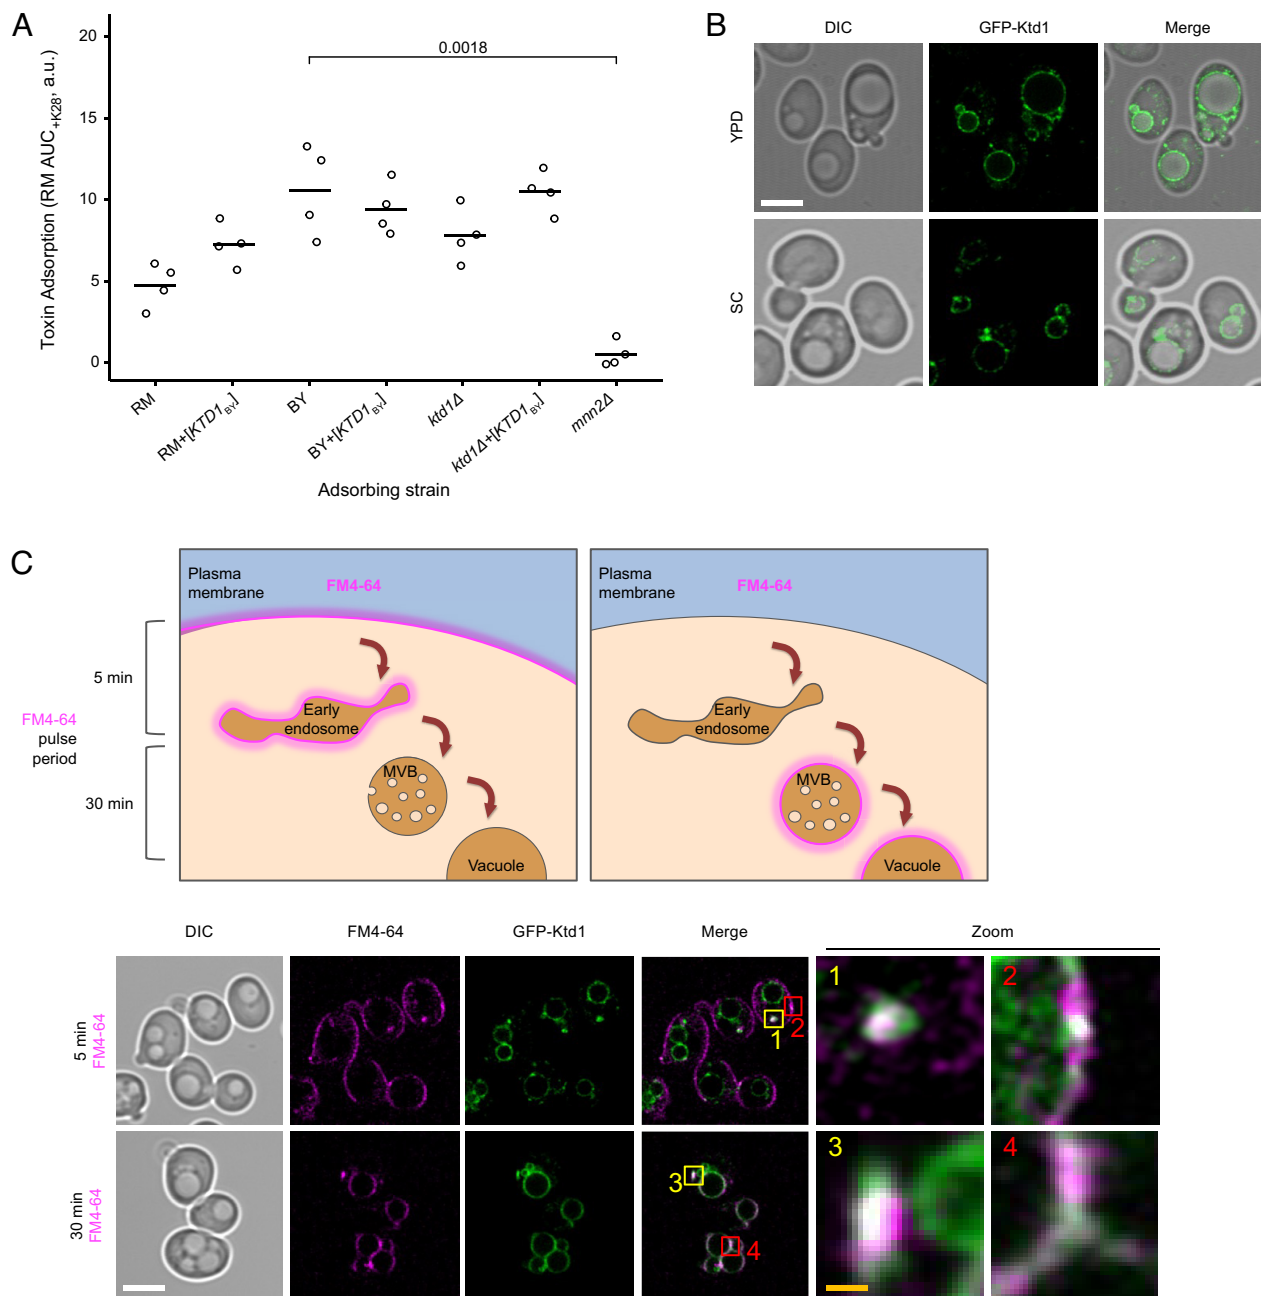 A
Toxin Adsorption (RM AUC+K28, a.u.)
20
15
10
5
0
0.0018
RM
RM+[KTD1BY]
BY
BY+[KTD1BY]
ktd1Δ
ktd1Δ+[KTD1BY]
mnn2Δ
Adsorbing strain
B
DIC
GFP-Ktd1
Merge
YPD
SC
C
Plasma
membrane
FM4-64
Early
endosome
MVB
Vacuole
Plasma
membrane
FM4-64
Early
endosome
MVB
Vacuole
5 min
FM4-64
pulse
period
30 min
DIC
FM4-64
GFP-Ktd1
Merge
Zoom
5 min
FM4-64
1
2
1
2
30 min
FM4-64
3
4
3
4